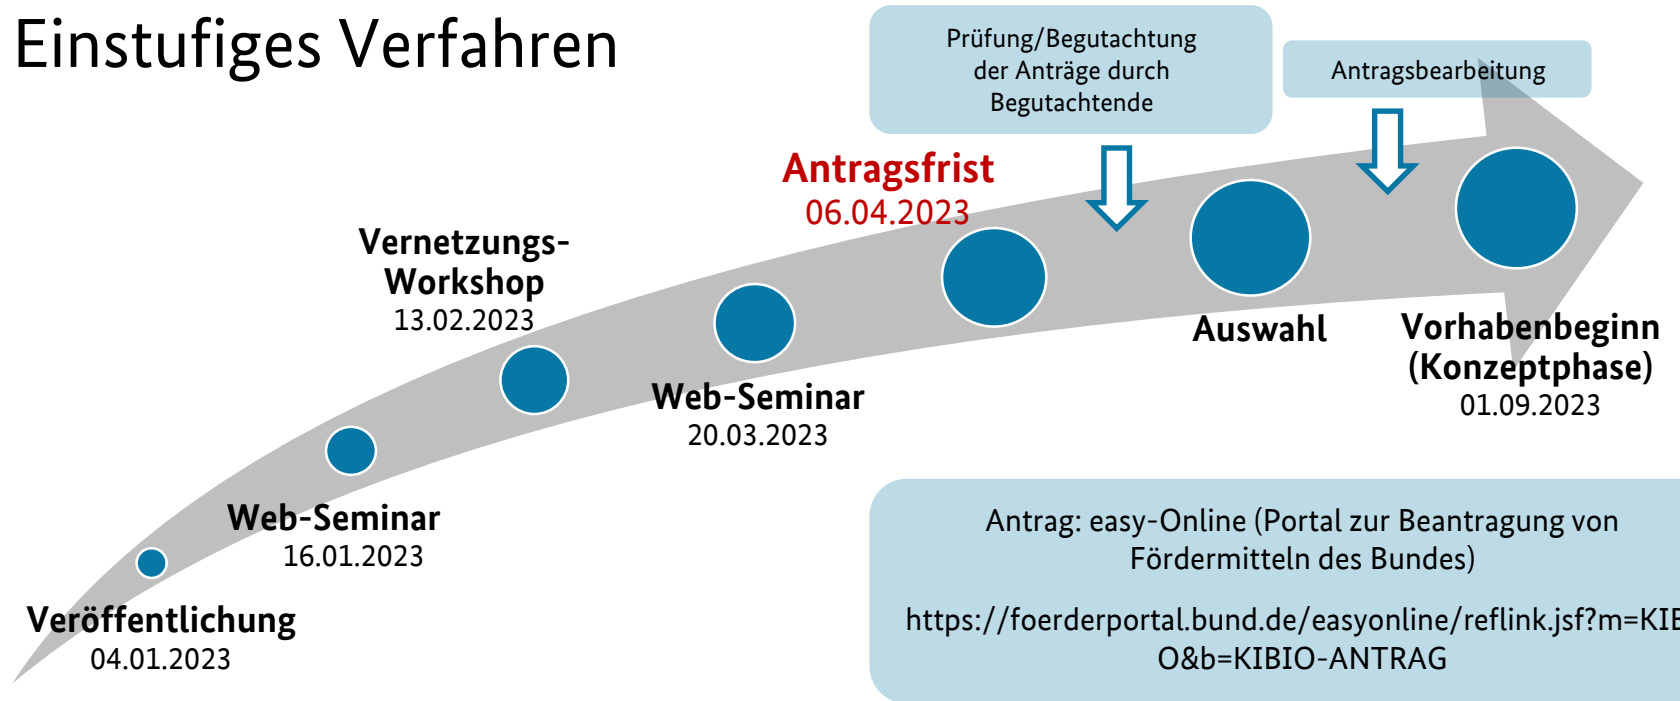 Einstufiges Verfahren
Prüfung/Begutachtung
der Anträge durch
Begutachtende
Antragsbearbeitung
Antragsfrist
06.04.2023
Vernetzungs-
Workshop
13.02.2023
Auswahl
Vorhabenbeginn
(Konzeptphase)
01.09.2023
Web-Seminar
20.03.2023
Web-Seminar
16.01.2023
Veröffentlichung
04.01.2023
Antrag: easy-Online (Portal zur Beantragung von
Fördermitteln des Bundes)
https://foerderportal.bund.de/easyonline/reflink.jsf?m=KIB
O&b=KIBIO-ANTRAG